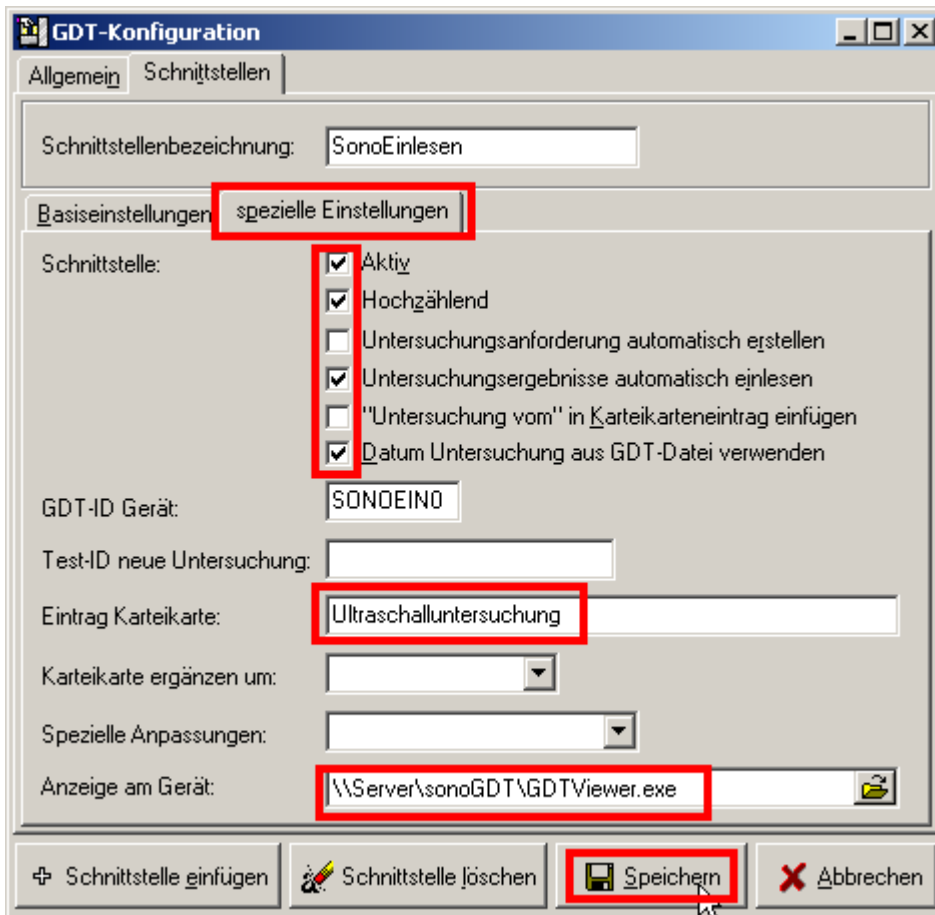 GDT-Konfiguration
Allgemein Schnittstellen
Schnittstellenbezeichnung: SonoEinlesen
Basiseinstellungen spezielle Einstellungen
Schnittstelle: Aktiv
Hochzählend
Untersuchungsanforderung automatisch erstellen
Untersuchungsergebnisse automatisch einlesen
"Untersuchung vom" in Karteikarteneintrag einfügen
Datum Untersuchung aus GDT-Datei verwenden
GDT-ID Gerät: SONOEIN0
Test-ID neue Untersuchung:
Eintrag Karteikarte: Ultraschalluntersuchung
Karteikarte ergänzen um:
Spezielle Anpassungen:
Anzeige am Gerät: \\Server\sonoGDT\GDTViewer.exe
Schnittstelle einfügen Schnittstelle löschen Speichern Abbrechen